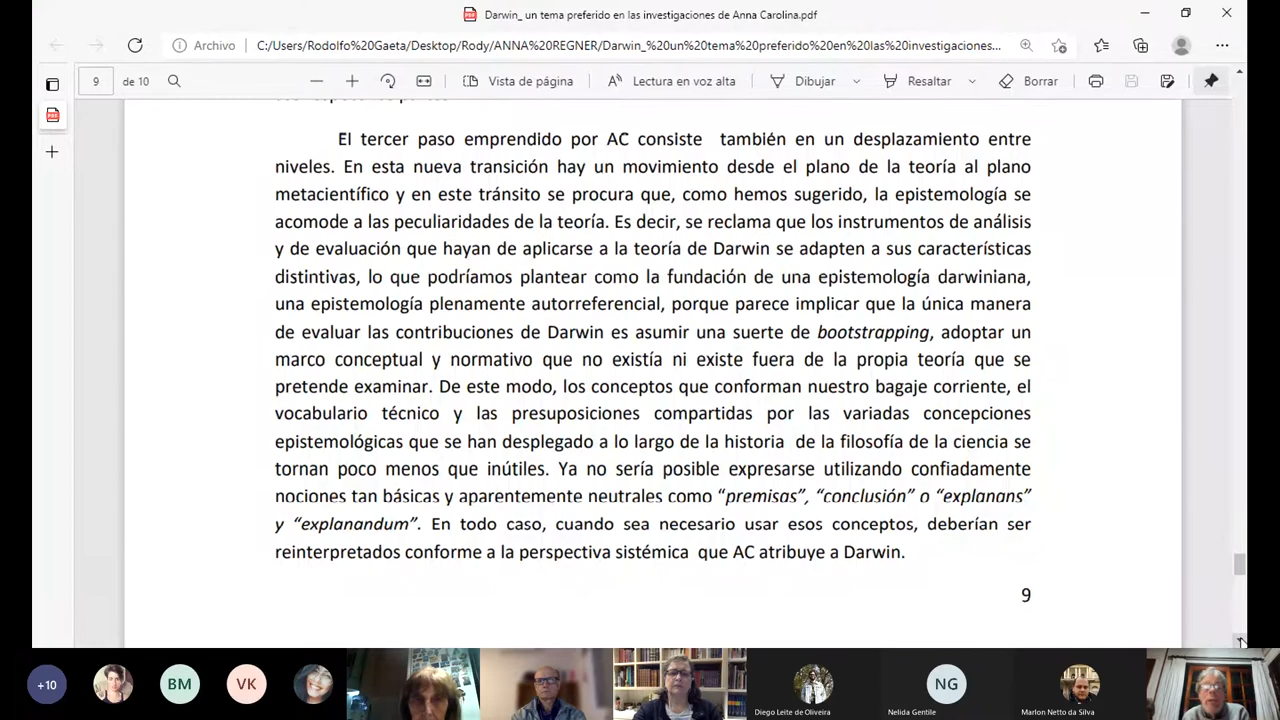 Darwin_ un tema preferido en las investigaciones de Anna Carolina.pdf
Archivo C:/Users/Rodolfo%20Gaeta/Desktop/Rody/ANNA%20REGNER/Darwin_%20un%20tema%20preferido%20en%20las%20investigaciones...
9 de 10 Vista de página Lectura en voz alta Dibujar Resaltar Borrar
El tercer paso emprendido por AC consiste también en un desplazamiento entre
niveles. En esta nueva transición hay un movimiento desde el plano de la teoría al plano
metacientífico y en este tránsito se procura que, como hemos sugerido, la epistemología se
acomode a las peculiaridades de la teoría. Es decir, se reclama que los instrumentos de análisis
y de evaluación que hayan de aplicarse a la teoría de Darwin se adapten a sus características
distintivas, lo que podríamos plantear como la fundación de una epistemología darwiniana,
una epistemología plenamente autorreferencial, porque parece implicar que la única manera
de evaluar las contribuciones de Darwin es asumir una suerte de bootstrapping, adoptar un
marco conceptual y normativo que no existía ni existe fuera de la propia teoría que se
pretende examinar. De este modo, los conceptos que conforman nuestro bagaje corriente, el
vocabulario técnico y las presuposiciones compartidas por las variadas concepciones
epistemológicas que se han desplegado a lo largo de la historia de la filosofía de la ciencia se
tornan poco menos que inútiles. Ya no sería posible expresarse utilizando confiadamente
nociones tan básicas y aparentemente neutrales como “premisas”, “conclusión” o “explanans”
y “explanandum”. En todo caso, cuando sea necesario usar esos conceptos, deberían ser
reinterpretados conforme a la perspectiva sistémica que AC atribuye a Darwin.
9
+10 BM VK NG
Diego Leite de Oliveira Nelida Gentile Marlon Netto da Silva